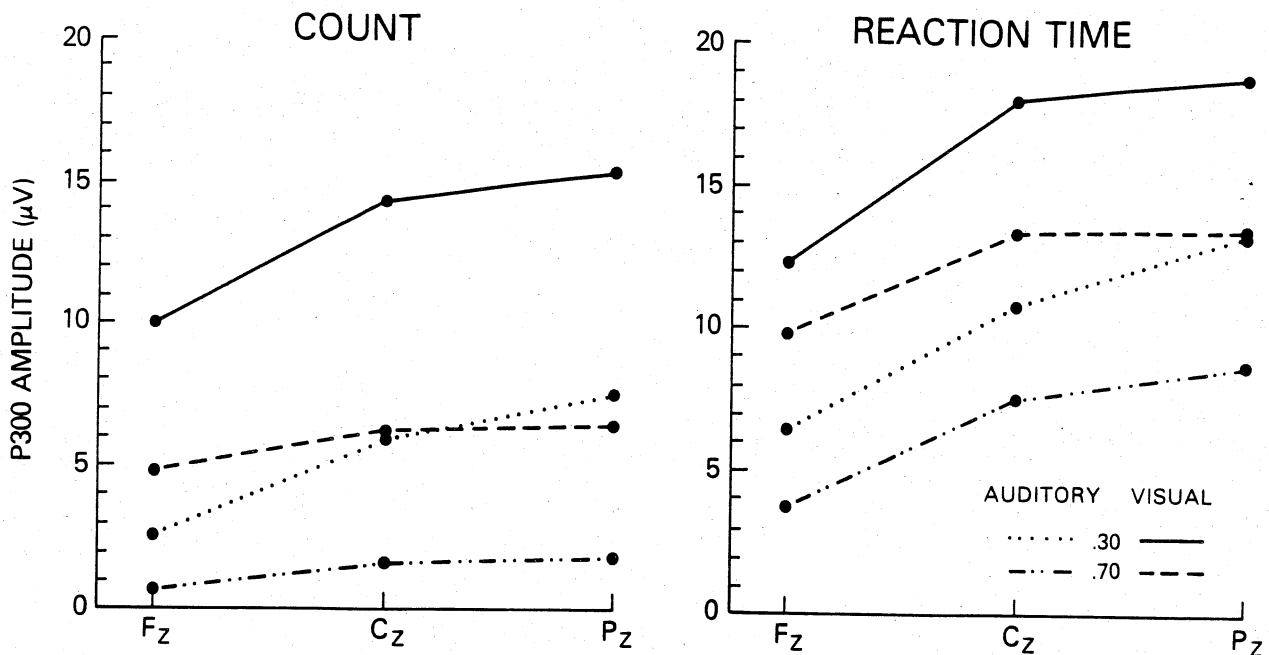 COUNT
P300 AMPLITUDE (μV)
20
15
10
5
0
Fz Cz Pz
REACTION TIME
20
15
10
5
0
AUDITORY VISUAL
.30
.70
Fz Cz Pz